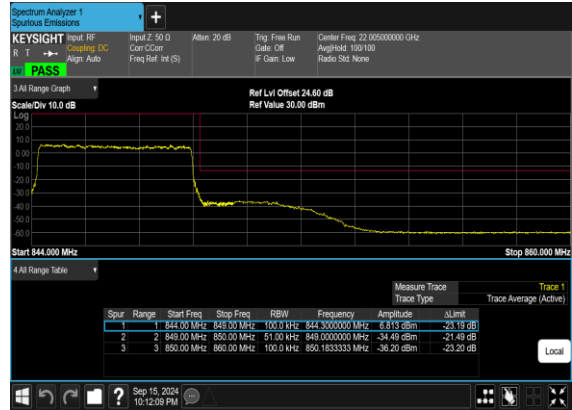 Spectrum Analyzer 1
Spurious Emissions
+
KEYSIGHT Input: RF Input Z: 50 Ω Atten: 20 dB Trig: Free Run Center Freq: 22.005000000 GHz
R T Coupling: DC Corr CCorr Gate: Off Avg|Hold: 100/100
Align: Auto Freq Ref: Int (S) IF Gain: Low Radio Std: None
PASS
3 All Range Graph Ref Lvl Offset 24.60 dB
Scale/Div 10.0 dB Ref Value 30.00 dBm
Log
20.0
10.0
0.00
-10.0
-20.0
-30.0
-40.0
-50.0
-60.0
Start 844.000 MHz Stop 860.000 MHz
4 All Range Table
Measure Trace Trace 1
Trace Type Trace Average (Active)
Spur Range Start Freq Stop Freq RBW Frequency Amplitude ΔLimit
1 1 844.00 MHz 849.00 MHz 100.0 kHz 844.3000000 MHz 6.813 dBm -23.19 dB
2 2 849.00 MHz 850.00 MHz 51.00 kHz 849.0000000 MHz -34.49 dBm -21.49 dB
3 3 850.00 MHz 860.00 MHz 100.0 kHz 850.1833333 MHz -36.20 dBm -23.20 dB
Local
? Sep 15, 2024
10:12:09 PM